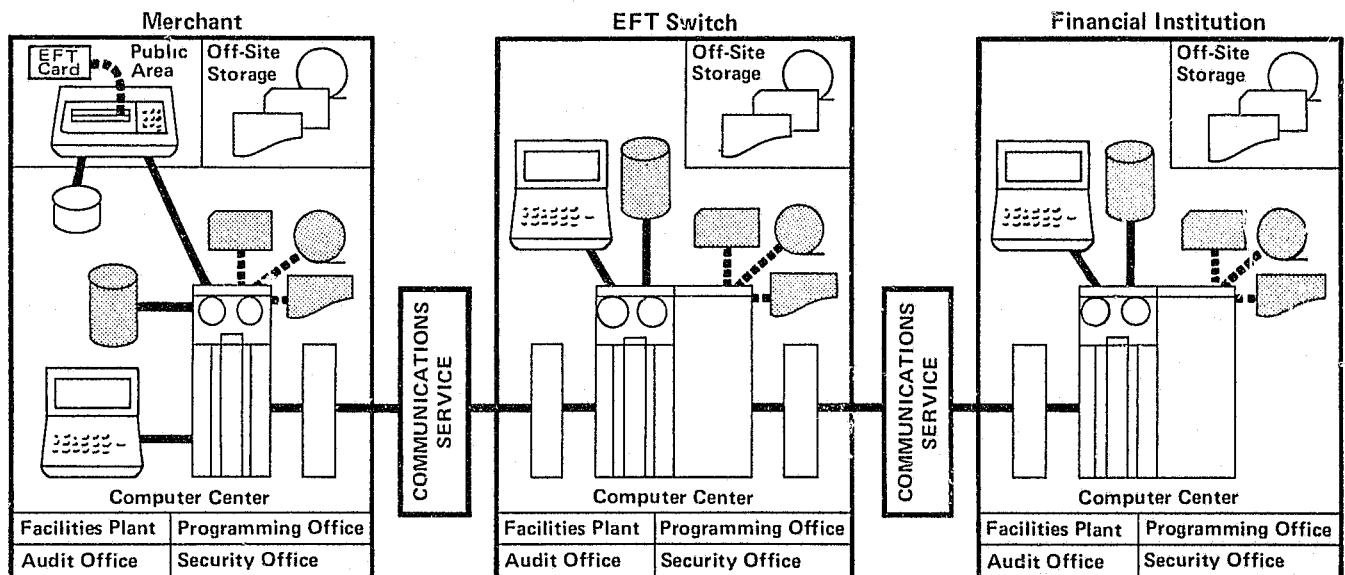 Merchant
EFT
Card
Public
Area
Off-Site
Storage
Computer Center
Facilities Plant
Programming Office
Audit Office
Security Office
COMMUNICATIONS
SERVICE
EFT Switch
Off-Site
Storage
Computer Center
Facilities Plant
Programming Office
Audit Office
Security Office
COMMUNICATIONS
SERVICE
Financial Institution
Off-Site
Storage
Computer Center
Facilities Plant
Programming Office
Audit Office
Security Office